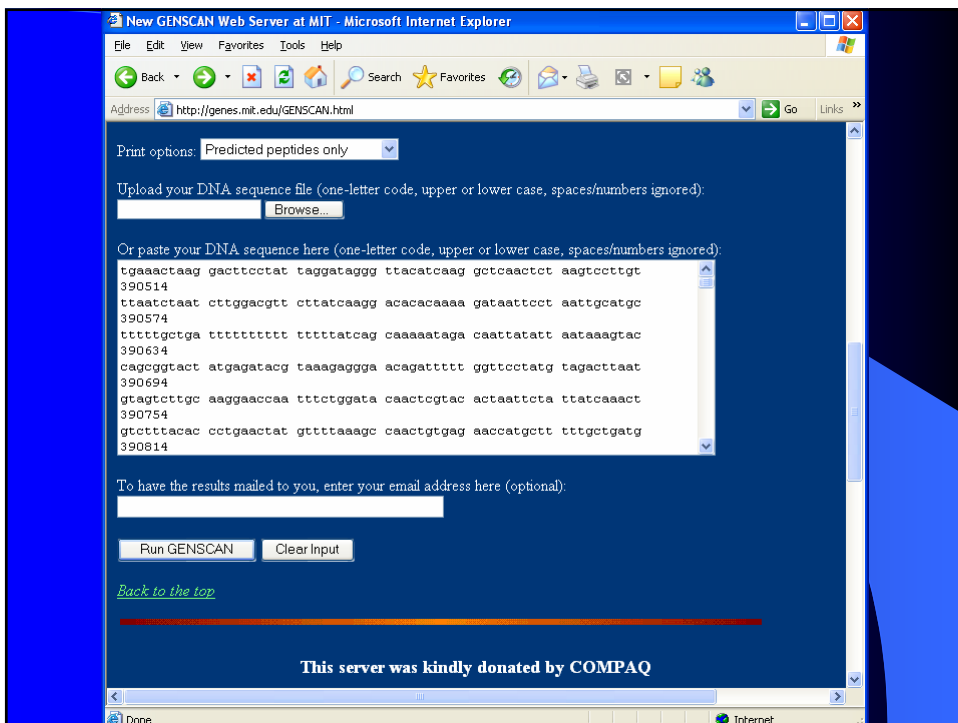 New GENSCAN Web Server at MIT - Microsoft Internet Explorer
File Edit View Favorites Tools Help
Back Search Favorites
Address http://genes.mit.edu/GENSCAN.html Go Links »
Print options: Predicted peptides only
Upload your DNA sequence file (one-letter code, upper or lower case, spaces/numbers ignored):
Browse...
Or paste your DNA sequence here (one-letter code, upper or lower case, spaces/numbers ignored):
tgaaactaag gacttcctat taggataggg ttacatcaag gctcaactct aagtccttgt
390514
ttaatctaat cttggacgtt cttatcaagg acacacaaaa gataattcct aattgcatgc
390574
tttttgctga tttttttttt tttttatcag caaaaataga caattatatt aataaagtac
390634
cagcggtact atgagatacg taaagaggga acagattttt ggttcctatg tagacttaat
390694
gtagtcttgc aaggaaccaa tttctggata caactcgtac actaattcta ttatcaaact
390754
gtctttacac cctgaactat gttttaaagc caactgtgag aaccatgctt tttgctgatg
390814
To have the results mailed to you, enter your email address here (optional):
Run GENSCAN Clear Input
Back to the top
This server was kindly donated by COMPAQ
Done Internet